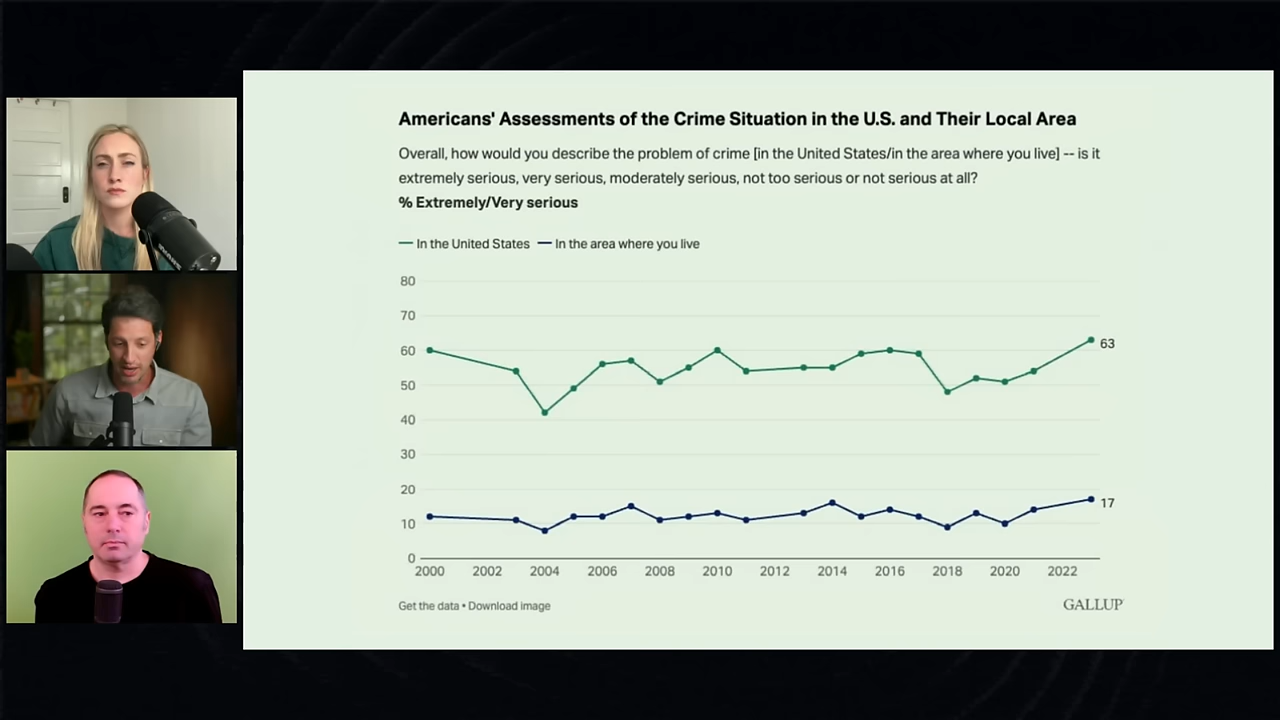 Americans' Assessments of the Crime Situation in the U.S. and Their Local Area
Overall, how would you describe the problem of crime [in the United States/in the area where you live] -- is it
extremely serious, very serious, moderately serious, not too serious or not serious at all?
% Extremely/Very serious
In the United States In the area where you live
80
70
60
63
50
40
30
20
17
10
0
2000 2002 2004 2006 2008 2010 2012 2014 2016 2018 2020 2022
Get the data • Download image
GALLUP